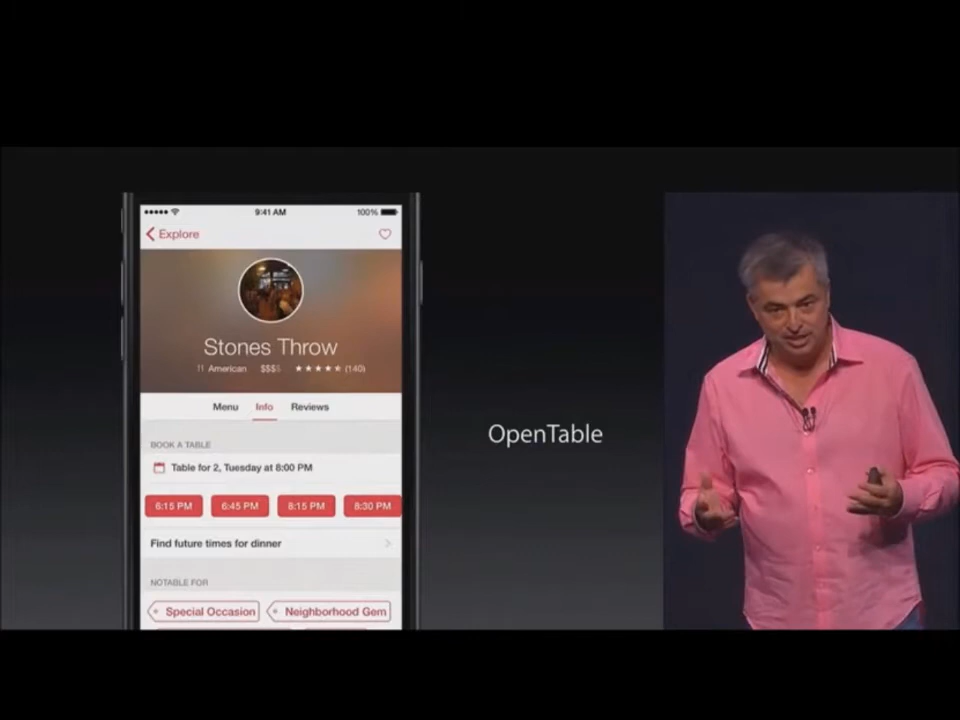 9:41 AM
100%
Explore
Stones Throw
American $$$$ (140)
Menu Info Reviews
BOOK A TABLE
Table for 2, Tuesday at 8:00 PM
6:15 PM 6:45 PM 8:15 PM 8:30 PM
Find future times for dinner
NOTABLE FOR
Special Occasion Neighborhood Gem
OpenTable